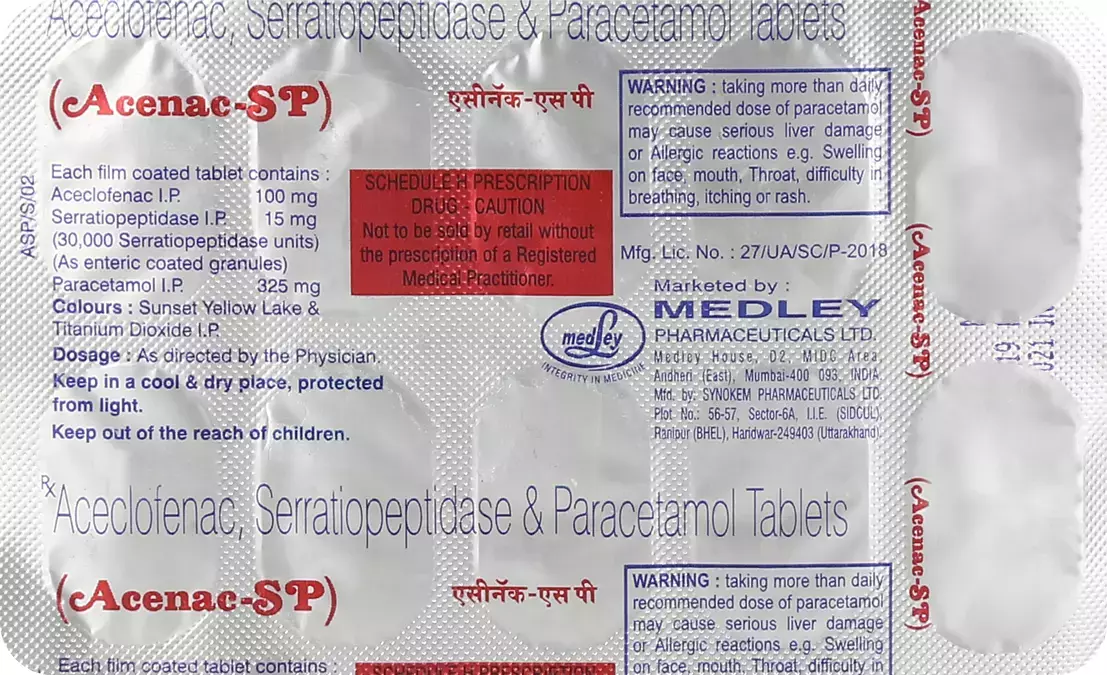 Aceclofenac, Serratiopeptidase & Paracetamol Tablets
(Acenac-SP)
एसीनॅक-एस पी
WARNING : taking more than daily
recommended dose of paracetamol
may cause serious liver damage
or Allergic reactions e.g. Swelling
on face, mouth, Throat, difficulty in
breathing, itching or rash.
Each film coated tablet contains :
Aceclofenac I.P. 100 mg
Serratiopeptidase I.P. 15 mg
(30,000 Serratiopeptidase units)
(As enteric coated granules)
Paracetamol I.P. 325 mg
Colours : Sunset Yellow Lake &
Titanium Dioxide I.P.
Dosage : As directed by the Physician.
Keep in a cool & dry place, protected
from light.
Keep out of the reach of children.
ASP/S/02
SCHEDULE H PRESCRIPTION
DRUG - CAUTION
Not to be sold by retail without
the prescription of a Registered
Medical Practitioner.
Mfg. Lic. No. : 27/UA/SC/P-2018
Marketed by :
MEDLEY
PHARMACEUTICALS LTD.
Medley House, D2, MIDC Area,
Andheri (East), Mumbai-400 093, INDIA
Mfd. by: SYNOKEM PHARMACEUTICALS LTD.
Plot No.: 56-57, Sector-6A, I.I.E. (SIDCUL),
Ranipur (BHEL), Haridwar-249403 (Uttarakhand).
medley
INTEGRITY IN MEDICINE
Rx Aceclofenac, Serratiopeptidase & Paracetamol Tablets
(Acenac-SP)
एसीनॅक-एस पी
WARNING : taking more than daily
recommended dose of paracetamol
may cause serious liver damage
or Allergic reactions e.g. Swelling
on face, mouth, Throat, difficulty in
Each film coated tablet contains :
SCHEDULE H PRESCRIPTION
Acenac-SP)
(Acenac-SP)
(Acenac-SP)